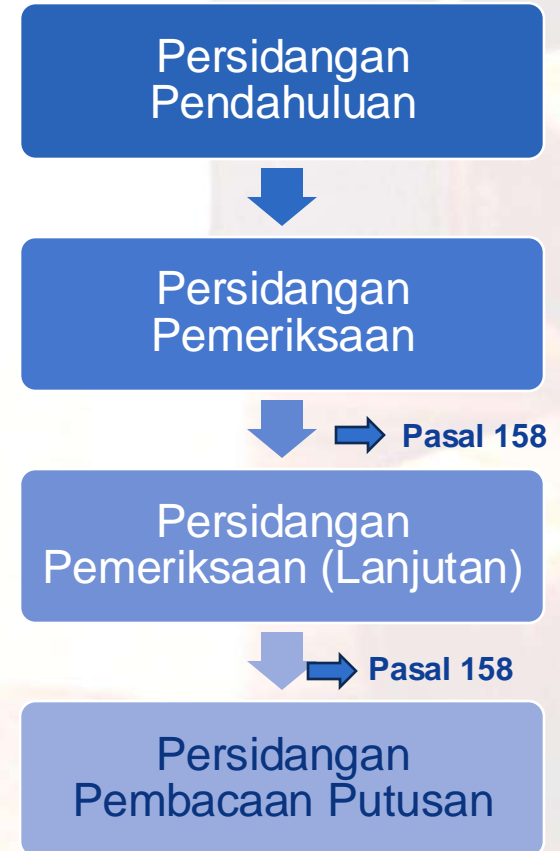 Persidangan
Pendahuluan
Persidangan
Pemeriksaan
Pasal 158
Persidangan
Pemeriksaan (Lanjutan)
Pasal 158
Persidangan
Pembacaan Putusan